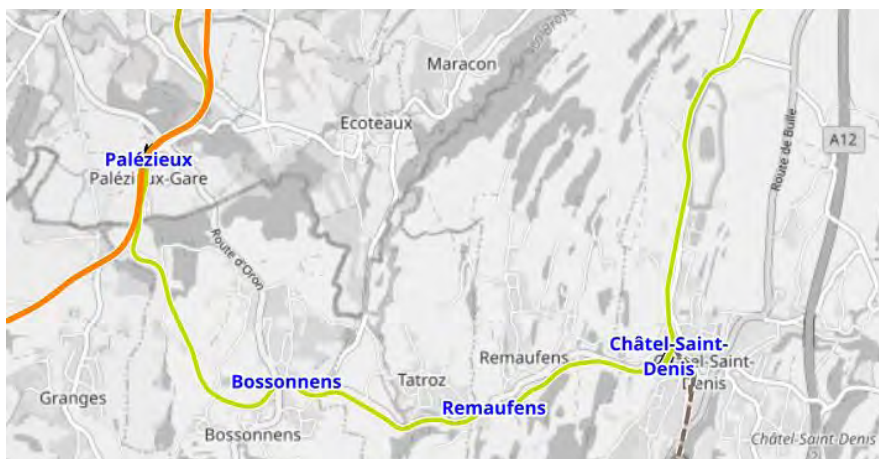 Maracon
Ecoteaux
A12
Route de Bulle
Palézieux
Palézieux-Gare
Route d'Oron
Châtel-Saint-
Denis
Remaufens
Bossonnens
Tatroz
Granges
Remaufens
Bossonnens
Châtel-Saint-Denis